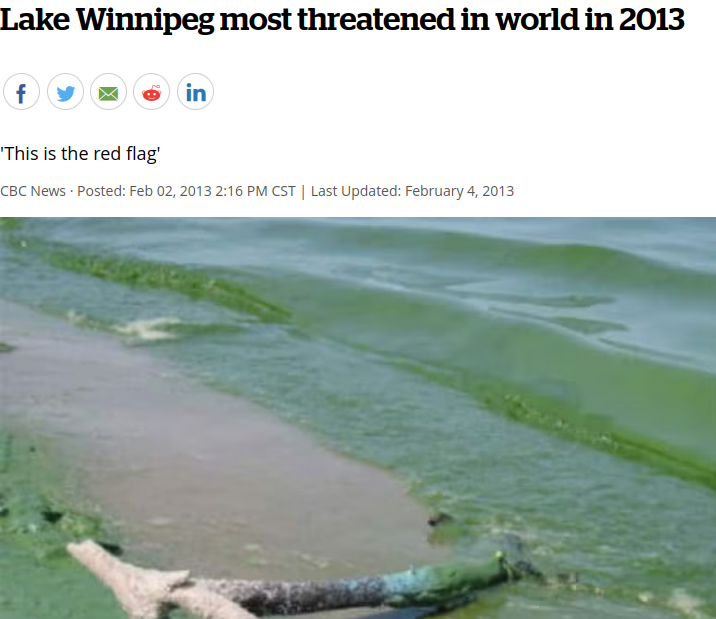 Lake Winnipeg most threatened in world in 2013
'This is the red flag'
CBC News · Posted: Feb 02, 2013 2:16 PM CST | Last Updated: February 4, 2013